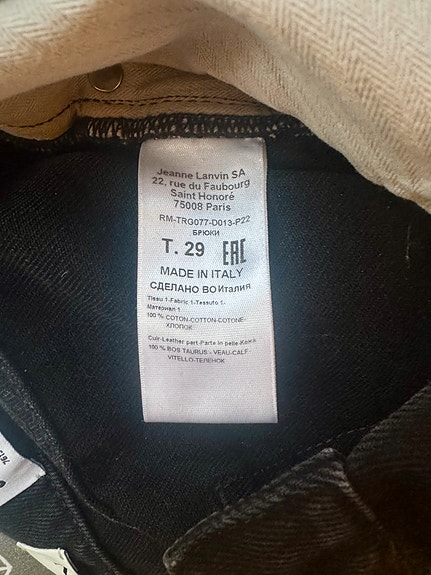 Jeanne Lanvin SA
22, rue du Faubourg
Saint Honoré
75008 Paris
RM-TRG077-D013-P22
БРЮКИ
T. 29 EAC
MADE IN ITALY
СДЕЛАНО ВО Италия
Tissu 1-Fabric 1-Tessuto 1-
Материал 1
100 % COTON-COTTON-COTONE-
ХЛОПОК
Cuir-Leather part-Parte in pelle-Кожа
100 % BOS TAURUS - VEAU-CALF
VITELLO-ТЕЛЕНОК